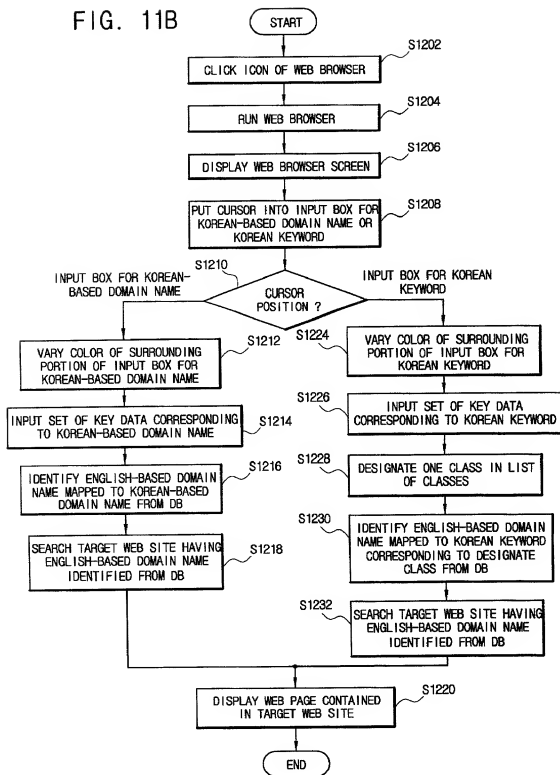 FIG. 11B
START
S1202
CLICK ICON OF WEB BROWSER
S1204
RUN WEB BROWSER
S1206
DISPLAY WEB BROWSER SCREEN
S1208
PUT CURSOR INTO INPUT BOX FOR
KOREAN-BASED DOMAIN NAME OR
KOREAN KEYWORD
S1210
INPUT BOX FOR KOREAN-
BASED DOMAIN NAME
CURSOR
POSITION ?
INPUT BOX FOR KOREAN
KEYWORD
S1212
VARY COLOR OF SURROUNDING
PORTION OF INPUT BOX FOR
KOREAN-BASED DOMAIN NAME
S1214
INPUT SET OF KEY DATA CORRESPONDING
TO KOREAN-BASED DOMAIN NAME
S1216
IDENTIFY ENGLISH-BASED DOMAIN
NAME MAPPED TO KOREAN-BASED
DOMAIN NAME FROM DB
S1218
SEARCH TARGET WEB SITE HAVING
ENGLISH-BASED DOMAIN NAME
IDENTIFIED FROM DB
S1224
VARY COLOR OF SURROUNDING
PORTION OF INPUT BOX FOR
KOREAN KEYWORD
S1226
INPUT SET OF KEY DATA
CORRESPONDING TO KOREAN KEYWORD
S1228
DESIGNATE ONE CLASS IN LIST
OF CLASSES
S1230
IDENTIFY ENGLISH-BASED DOMAIN
NAME MAPPED TO KOREAN KEYWORD
CORRESPONDING TO DESIGNATE
CLASS FROM DB
S1232
SEARCH TARGET WEB SITE HAVING
ENGLISH-BASED DOMAIN NAME
IDENTIFIED FROM DB
S1220
DISPLAY WEB PAGE CONTAINED
IN TARGET WEB SITE
END